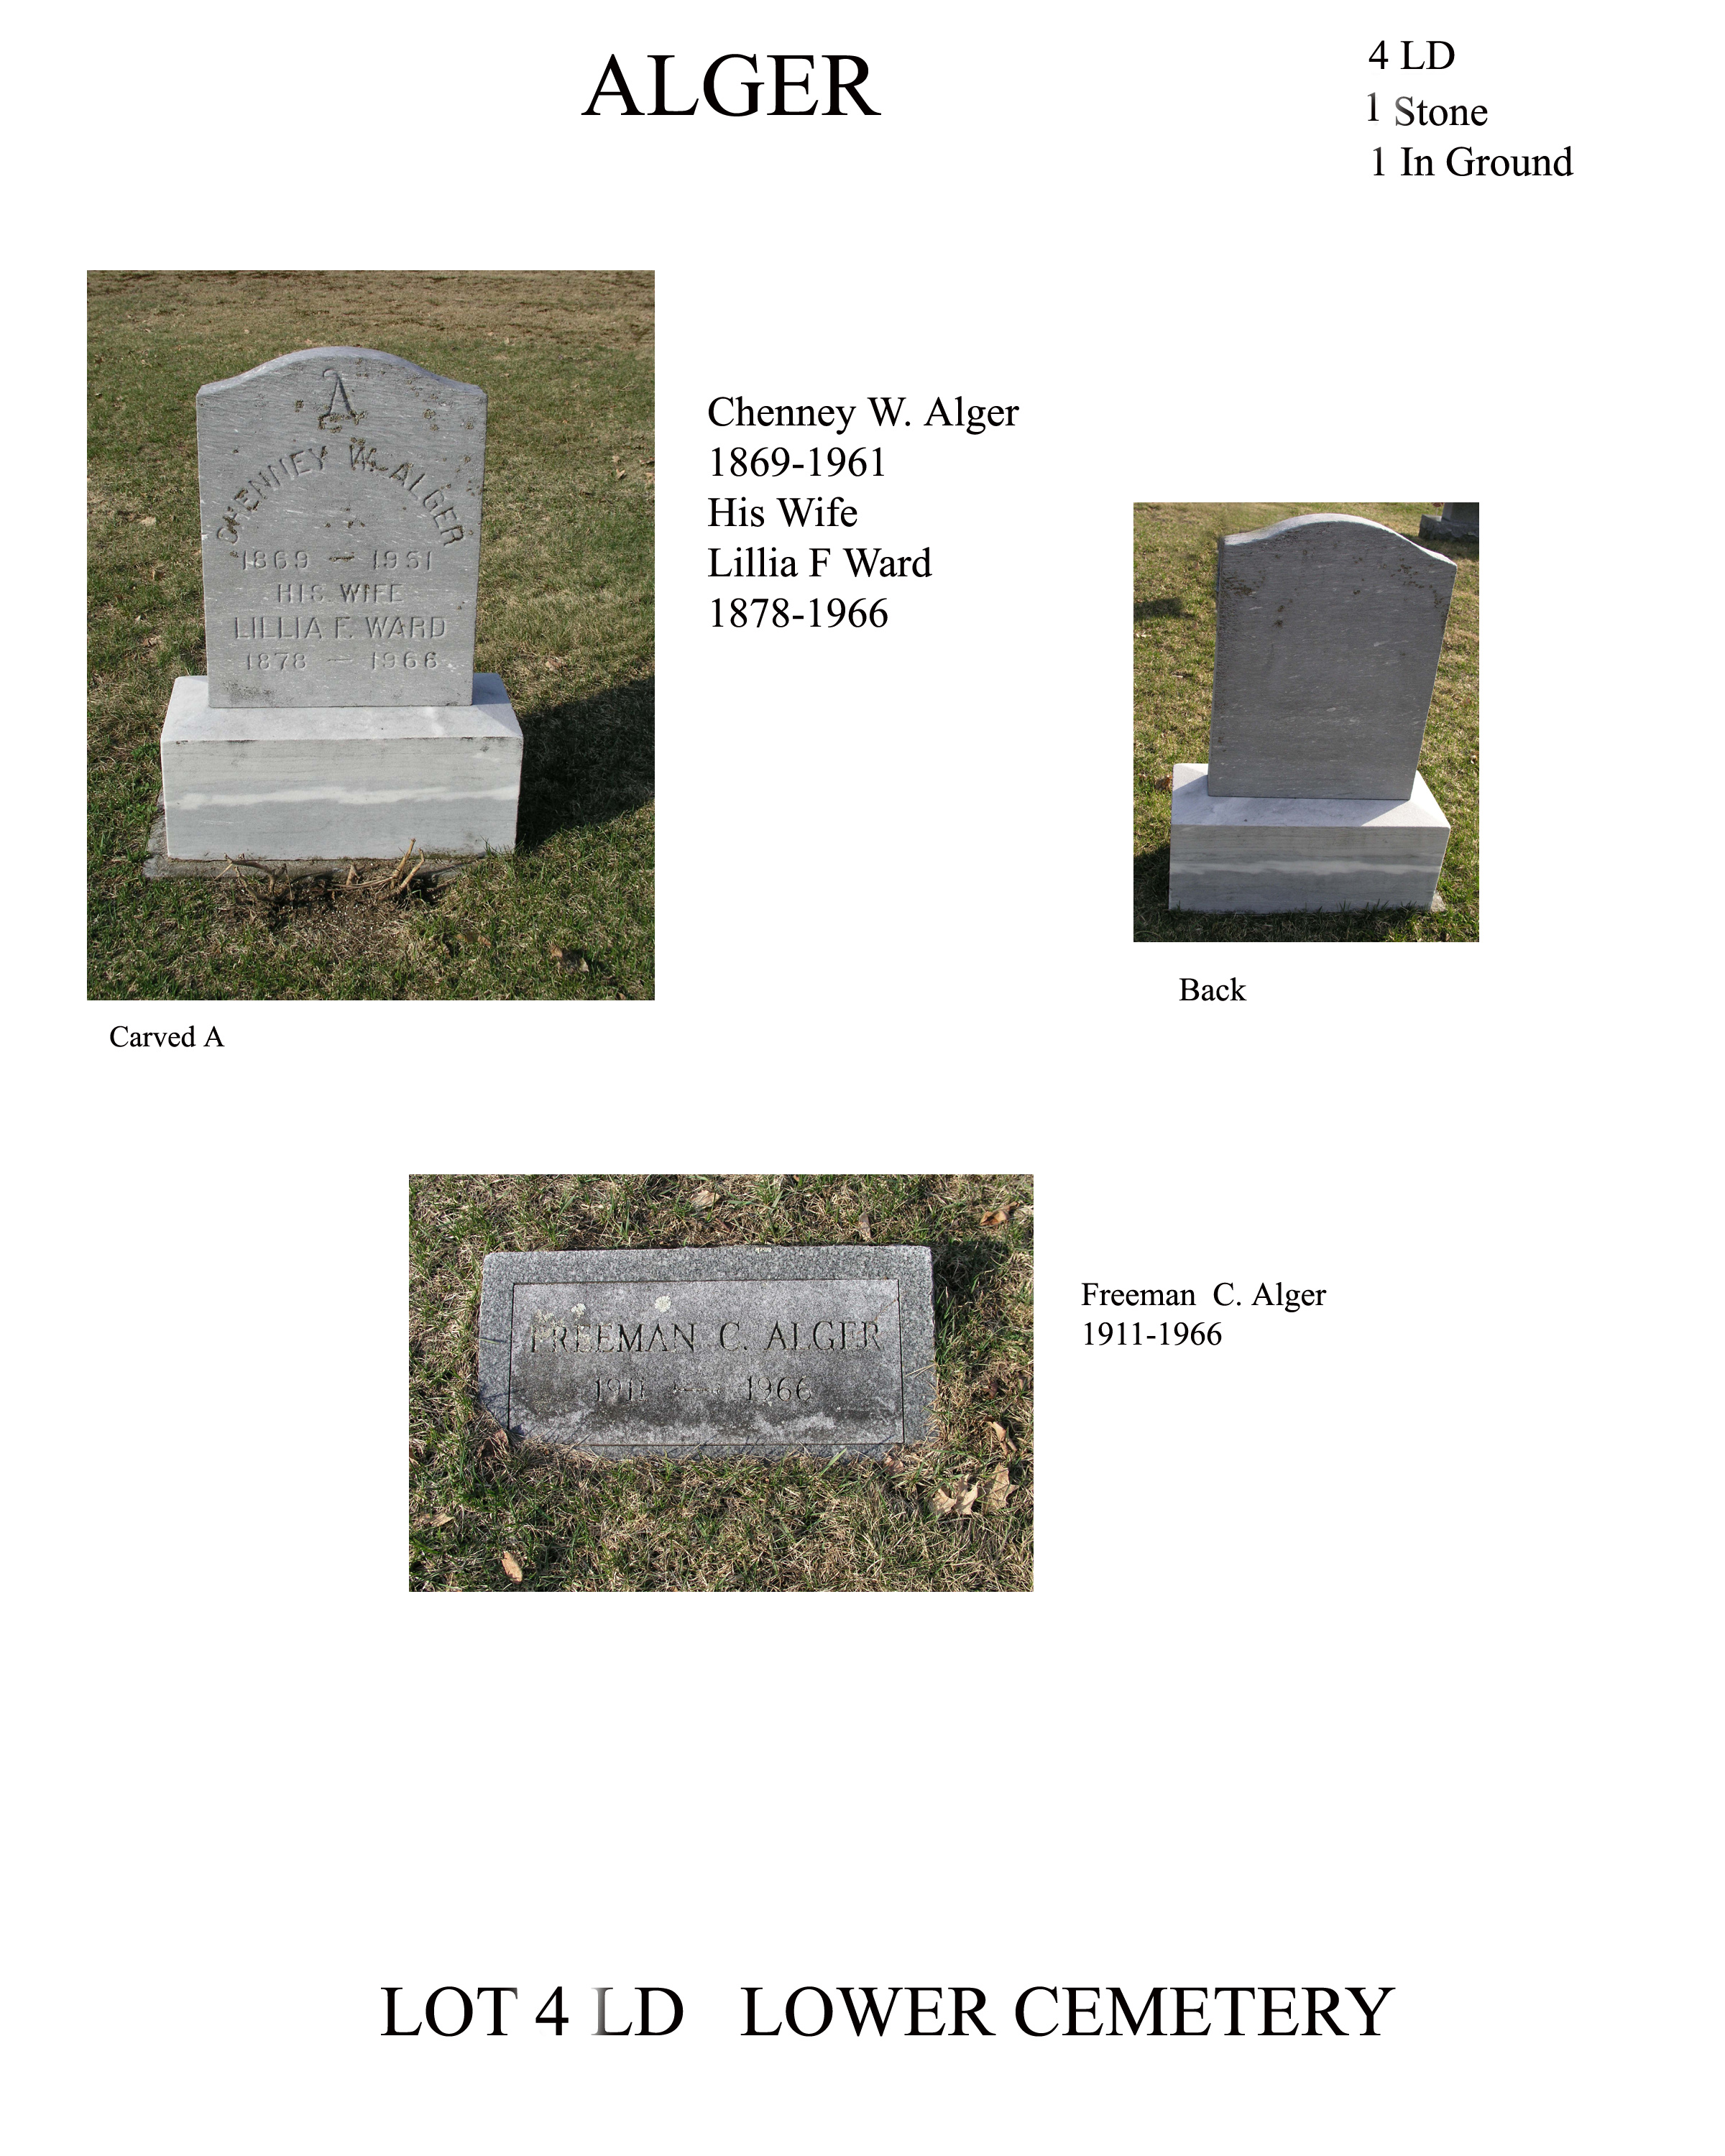 ALGER
4 LD
1 Stone
1 In Ground
A
CHENNEY W. ALGER
1869 — 1951
HIS WIFE
LILLIA F. WARD
1878 — 1966
Chenney W. Alger
1869-1961
His Wife
Lillia F Ward
1878-1966
Back
Carved A
FREEMAN C. ALGER
1911 — 1966
Freeman C. Alger
1911-1966
LOT 4 LD LOWER CEMETERY